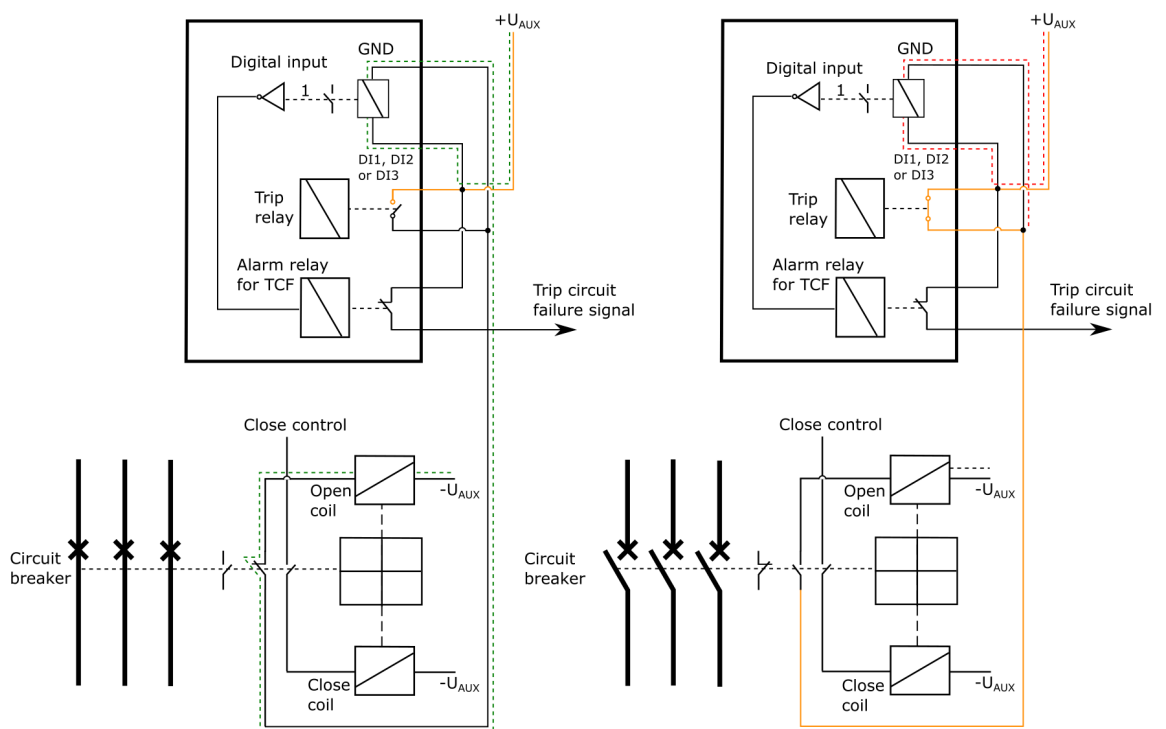 +UAUX
GND
Digital input
1
DI1, DI2
or DI3
Trip
relay
Alarm relay
for TCF
Trip circuit
failure signal
Close control
Open
coil
-UAUX
Circuit
breaker
Close
coil
-UAUX
+UAUX
GND
Digital input
1
DI1, DI2
or DI3
Trip
relay
Alarm relay
for TCF
Trip circuit
failure signal
Close control
Open
coil
-UAUX
Circuit
breaker
Close
coil
-UAUX